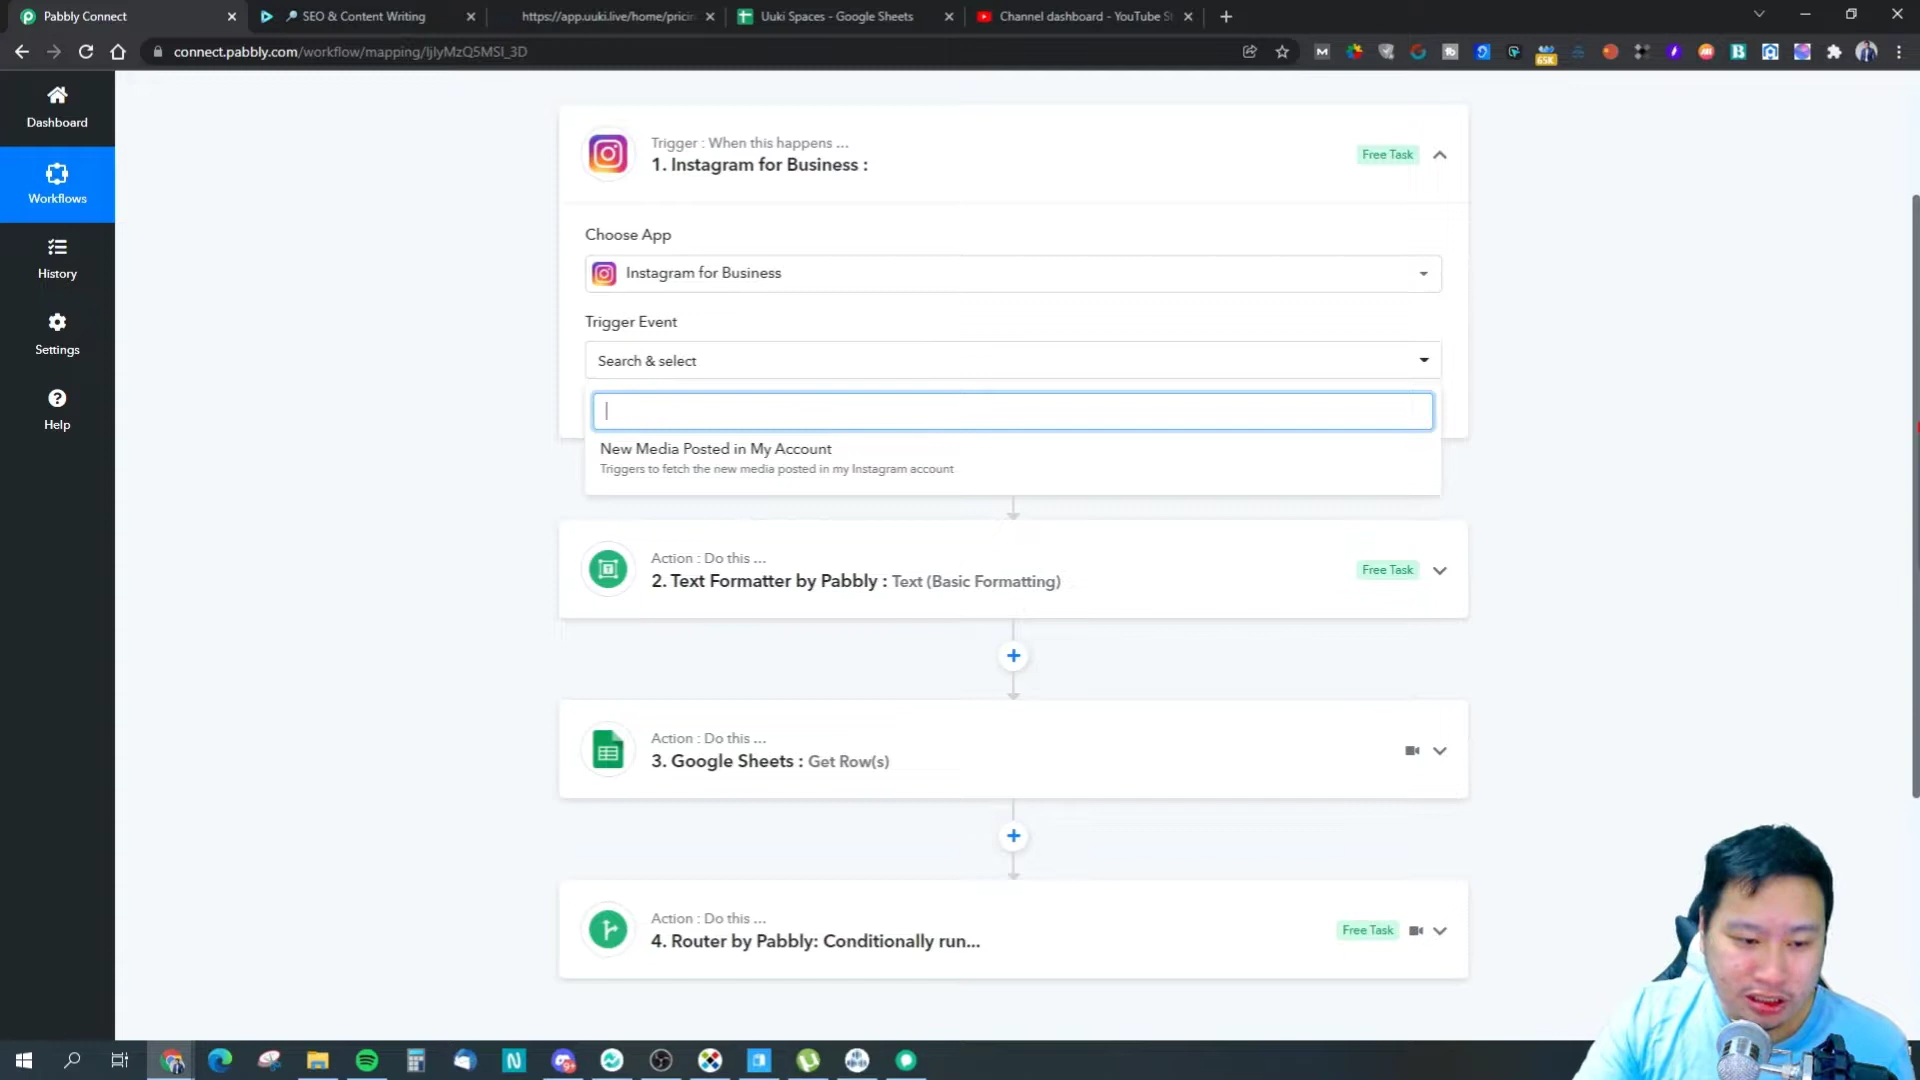 Pabbly Connect
SEO & Content Writing
https://app.uuki.live/home/pricin
Uuki Spaces - Google Sheets
Channel dashboard - YouTube S
connect.pabbly.com/workflow/mapping/IjIyMzQ5MSI_3D
65K
Dashboard
Workflows
History
Settings
Help
Trigger : When this happens ...
1. Instagram for Business :
Free Task
Choose App
Instagram for Business
Trigger Event
Search & select
New Media Posted in My Account
Triggers to fetch the new media posted in my Instagram account
Action : Do this ...
2. Text Formatter by Pabbly : Text (Basic Formatting)
Free Task
Action : Do this ...
3. Google Sheets : Get Row(s)
Action : Do this ...
4. Router by Pabbly: Conditionally run...
Free Task